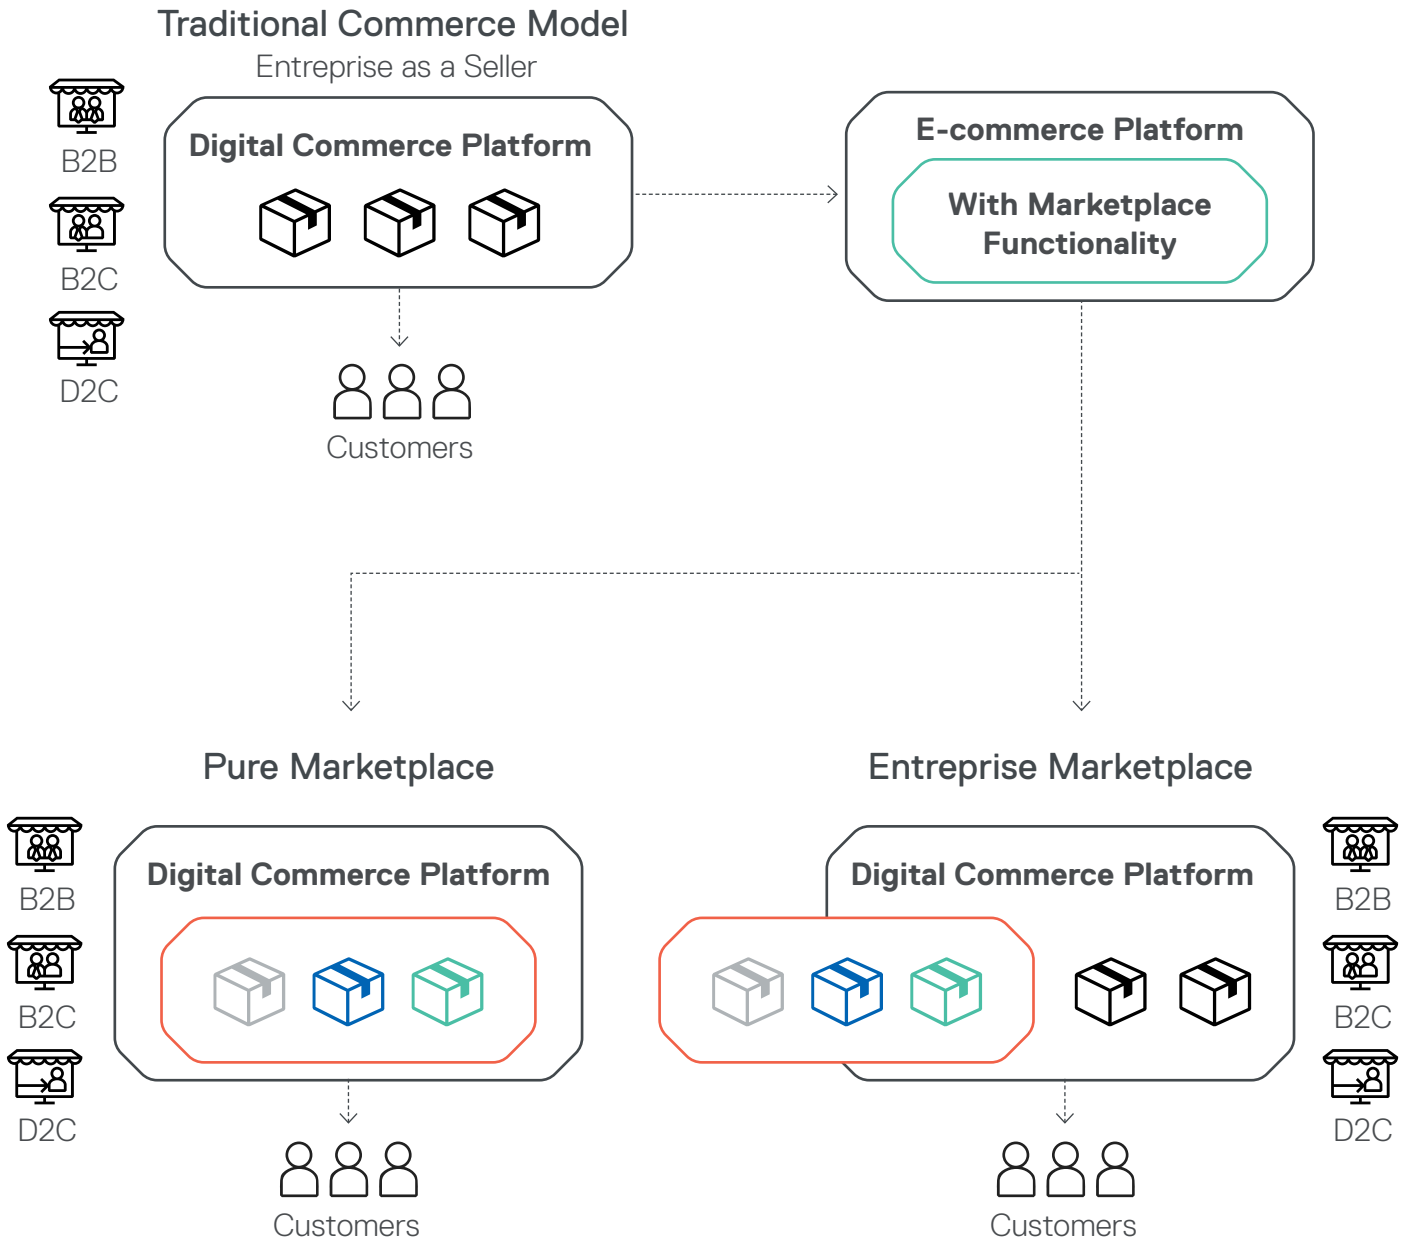 Traditional Commerce Model
Entreprise as a Seller
B2B
B2C
D2C
Digital Commerce Platform
Customers
E-commerce Platform
With Marketplace
Functionality
Pure Marketplace
B2B
B2C
D2C
Digital Commerce Platform
Customers
Entreprise Marketplace
Digital Commerce Platform
B2B
B2C
D2C
Customers